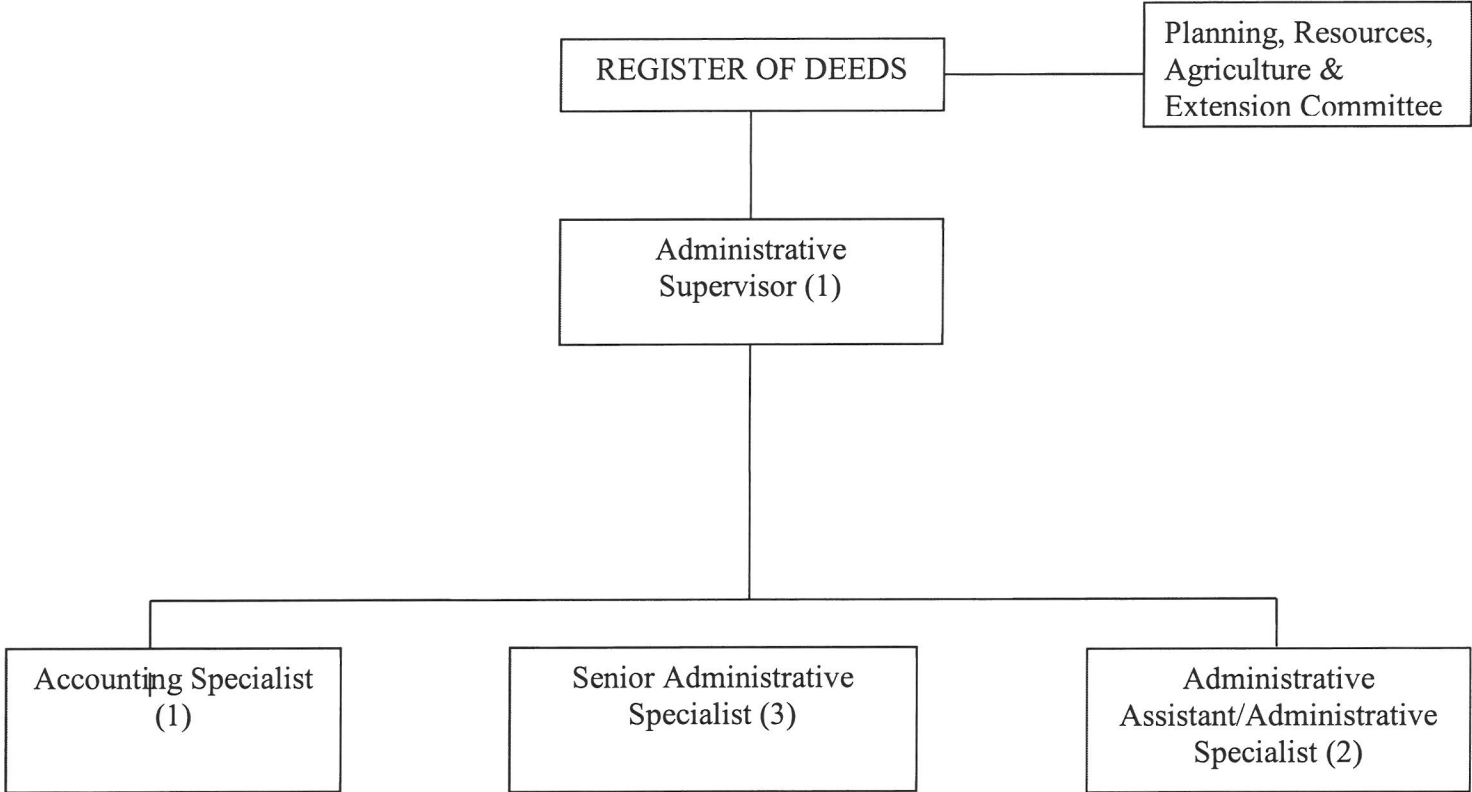 REGISTER OF DEEDS
Planning, Resources,
Agriculture &
Extension Committee
Administrative
Supervisor (1)
Accounting Specialist
(1)
Senior Administrative
Specialist (3)
Administrative
Assistant/Administrative
Specialist (2)